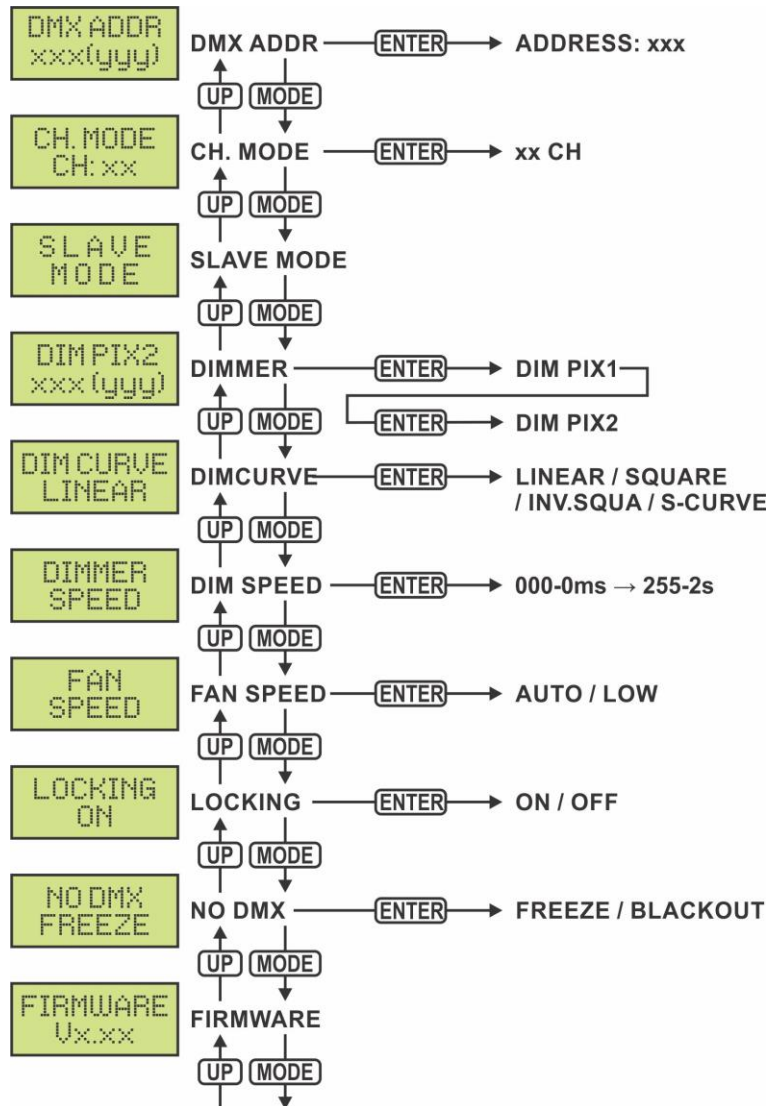 DMX ADDR
xxx(yyy)
DMX ADDR ENTER ADDRESS: xxx
UP MODE
CH. MODE
CH: xx
CH. MODE ENTER xx CH
UP MODE
SLAVE
MODE
SLAVE MODE
UP MODE
DIM PIX2
xxx (yyy)
DIMMER ENTER DIM PIX1
UP MODE ENTER DIM PIX2
DIM CURVE
LINEAR
DIMCURVE ENTER LINEAR / SQUARE
/ INV.SQUA / S-CURVE
UP MODE
DIMMER
SPEED
DIM SPEED ENTER 000-0ms → 255-2s
UP MODE
FAN
SPEED
FAN SPEED ENTER AUTO / LOW
UP MODE
LOCKING
ON
LOCKING ENTER ON / OFF
UP MODE
NO DMX
FREEZE
NO DMX ENTER FREEZE / BLACKOUT
UP MODE
FIRMWARE
Vx.xx
FIRMWARE
UP MODE